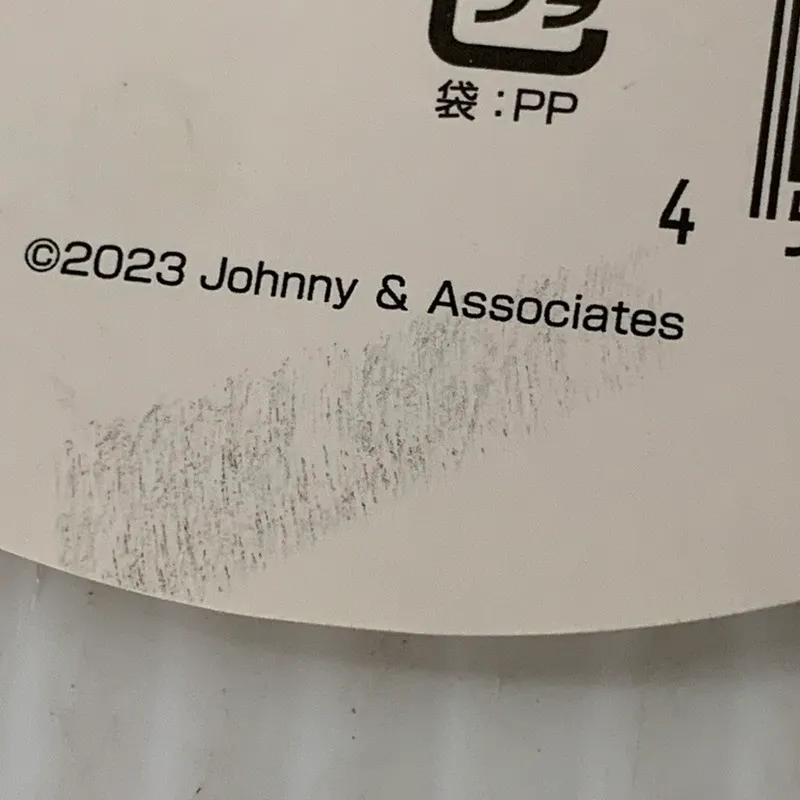 袋:PP
4
©2023 Johnny & Associates